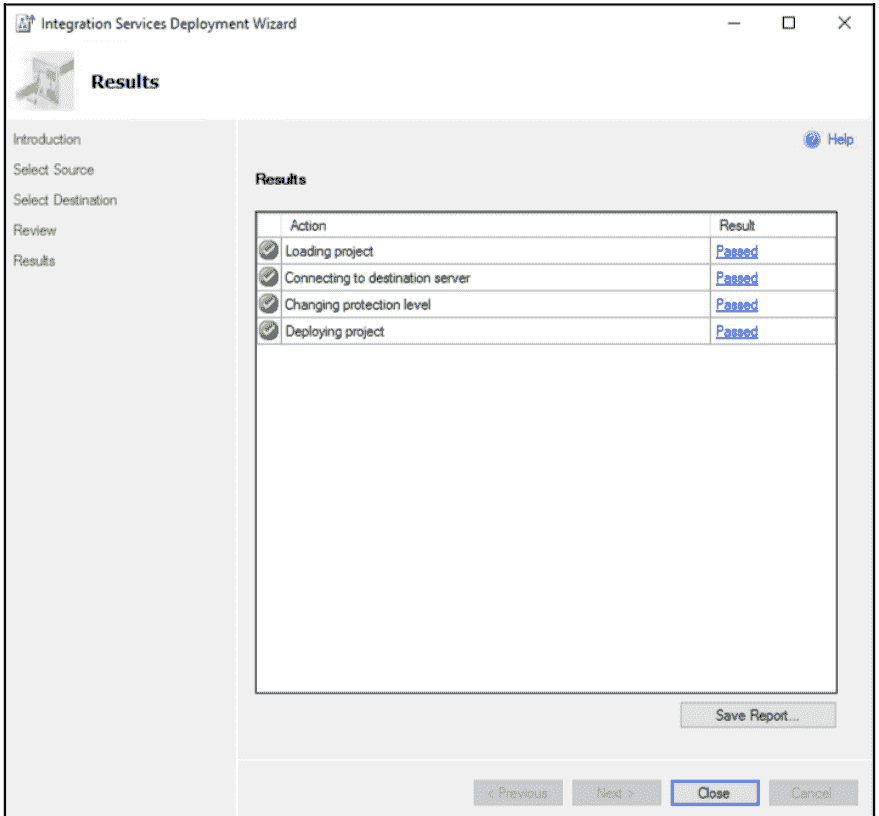 Integration Services Deployment Wizard
Results
Introduction
Select Source
Select Destination
Review
Results
Help
Results
Action Result
Loading project Passed
Connecting to destination server Passed
Changing protection level Passed
Deploying project Passed
Save Report...
< Previous Next > Close Cancel